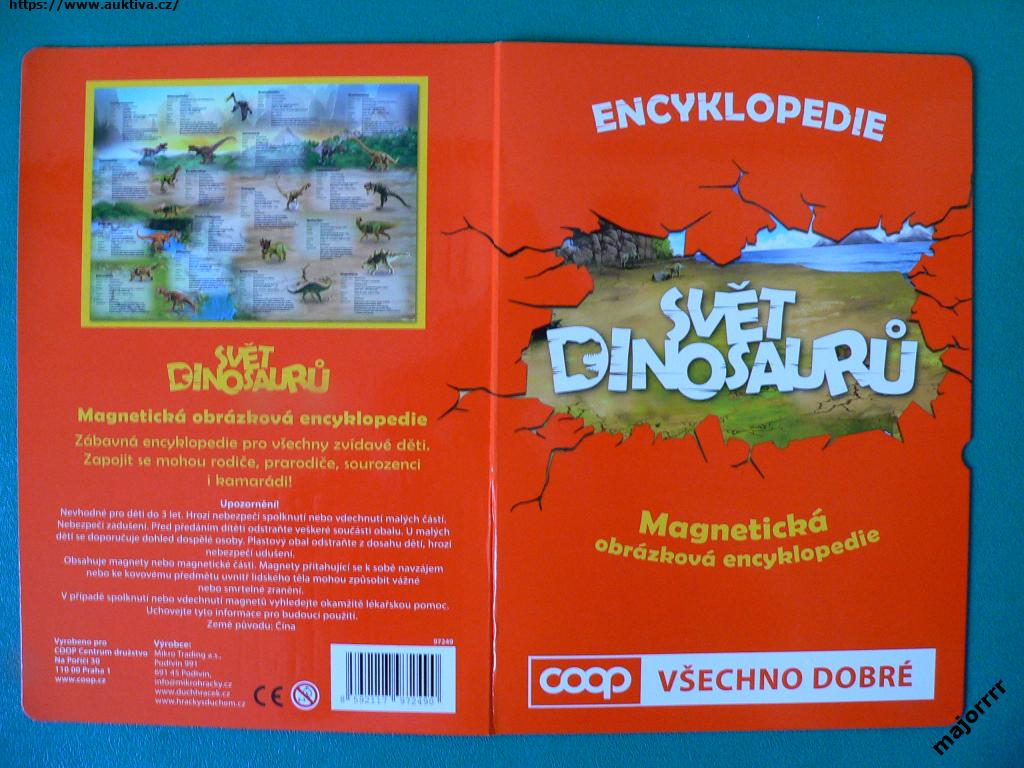 https://www.auktiva.cz/
SVĚT
DINOSAURŮ
Magnetická obrázková encyklopedie
Zábavná encyklopedie pro všechny zvídavé děti.
Zapojit se mohou rodiče, prarodiče, sourozenci
i kamarádi!
Upozornění!
Nevhodné pro děti do 3 let. Hrozí nebezpečí spolknutí nebo vdechnutí malých částí.
Nebezpečí zadušení. Před předáním dítěti odstraňte veškeré součásti obalu. U malých
dětí se doporučuje dohled dospělé osoby. Plastový obal odstraňte z dosahu dětí, hrozí
nebezpečí udušení.
Obsahuje magnety nebo magnetické části. Magnety přitahující se k sobě navzájem
nebo ke kovovému předmětu uvnitř lidského těla mohou způsobit vážné
nebo smrtelné zranění.
V případě spolknutí nebo vdechnutí magnetů vyhledejte okamžitě lékařskou pomoc.
Uchovejte tyto informace pro budoucí použití.
Země původu: Čína
Vyrobeno pro
COOP Centrum družstvo
Na Poříčí 30
110 00 Praha 1
www.coop.cz
Výrobce:
Mikro Trading a.s.,
Podivín 991
691 45 Podivín,
info@mikrohracky.cz
www.duchhracek.cz
www.hrackysduchem.cz
CE
0-3
97249
8 592117 972490
ENCYKLOPEDIE
SVĚT
DINOSAURŮ
Magnetická
obrázková encyklopedie
coop VŠECHNO DOBRÉ
majorrrr